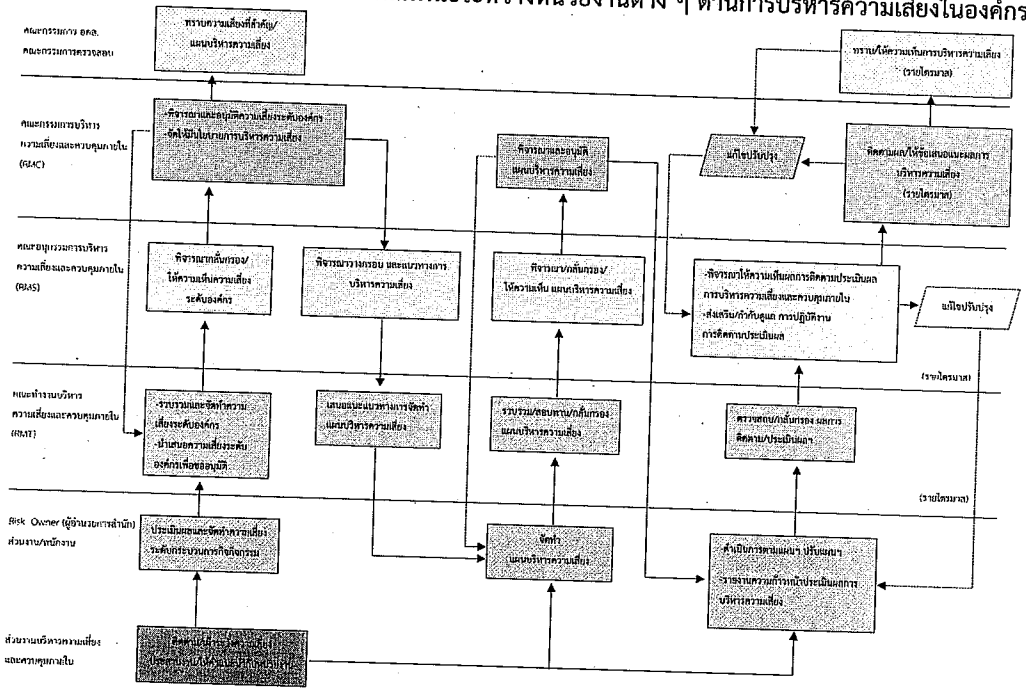 ระหว่างหน่วยงานต่าง ๆ ด้านการบริหารความเสี่ยงในองค์กร
คณะกรรมการ อคส.
คณะกรรมการตรวจสอบ
ทราบความเสี่ยงที่สำคัญ/
แผนบริหารความเสี่ยง
ทราบ/ให้ความเห็นการบริหารความเสี่ยง
(รายไตรมาส)
คณะกรรมการบริหาร
ความเสี่ยงและควบคุมภายใน
(RMC)
-พิจารณาและอนุมัติความเสี่ยงระดับองค์กร
-จัดให้มีนโยบายการบริหารความเสี่ยง
พิจารณาและอนุมัติ
แผนบริหารความเสี่ยง
แก้ไขปรับปรุง
ติดตามผล/ให้ข้อเสนอแนะผลการ
บริหารความเสี่ยง
(รายไตรมาส)
คณะอนุกรรมการบริหาร
ความเสี่ยงและควบคุมภายใน
(RMS)
พิจารณากลั่นกรอง/
ให้ความเห็นความเสี่ยง
ระดับองค์กร
พิจารณาวางกรอบ และแนวทางการ
บริหารความเสี่ยง
พิจารณา/กลั่นกรอง/
ให้ความเห็น แผนบริหารความเสี่ยง
-พิจารณาให้ความเห็นผลการติดตามประเมินผล
การบริหารความเสี่ยงและควบคุมภายใน
-ส่งเสริม/กำกับดูแล การปฏิบัติงาน
การติดตามประเมินผล
แก้ไขปรับปรุง
(รายไตรมาส)
คณะทำงานบริหาร
ความเสี่ยงและควบคุมภายใน
(RMT)
-รวบรวมและจัดทำความ
เสี่ยงระดับองค์กร
-นำเสนอความเสี่ยงระดับ
องค์กรเพื่อขออนุมัติ
เสนอแนะแนวทางการจัดทำ
แผนบริหารความเสี่ยง
รวบรวม/สอบทาน/กลั่นกรอง
แผนบริหารความเสี่ยง
ตรวจสอบ/กลั่นกรอง ผลการ
ติดตาม/ประเมินผลฯ
(รายไตรมาส)
Risk Owner (ผู้อำนวยการสำนัก)
ส่วนงาน/พนักงาน
ประเมินผลและจัดทำความเสี่ยง
ระดับกระบวนการกิจกิจกรรม
จัดทำ
แผนบริหารความเสี่ยง
-ดำเนินการตามแผนฯ ปรับแผนฯ
-รายงานความก้าวหน้าประเมินผลการ
บริหารความเสี่ยง
ส่วนงานบริหารความเสี่ยง
และควบคุมภายใน